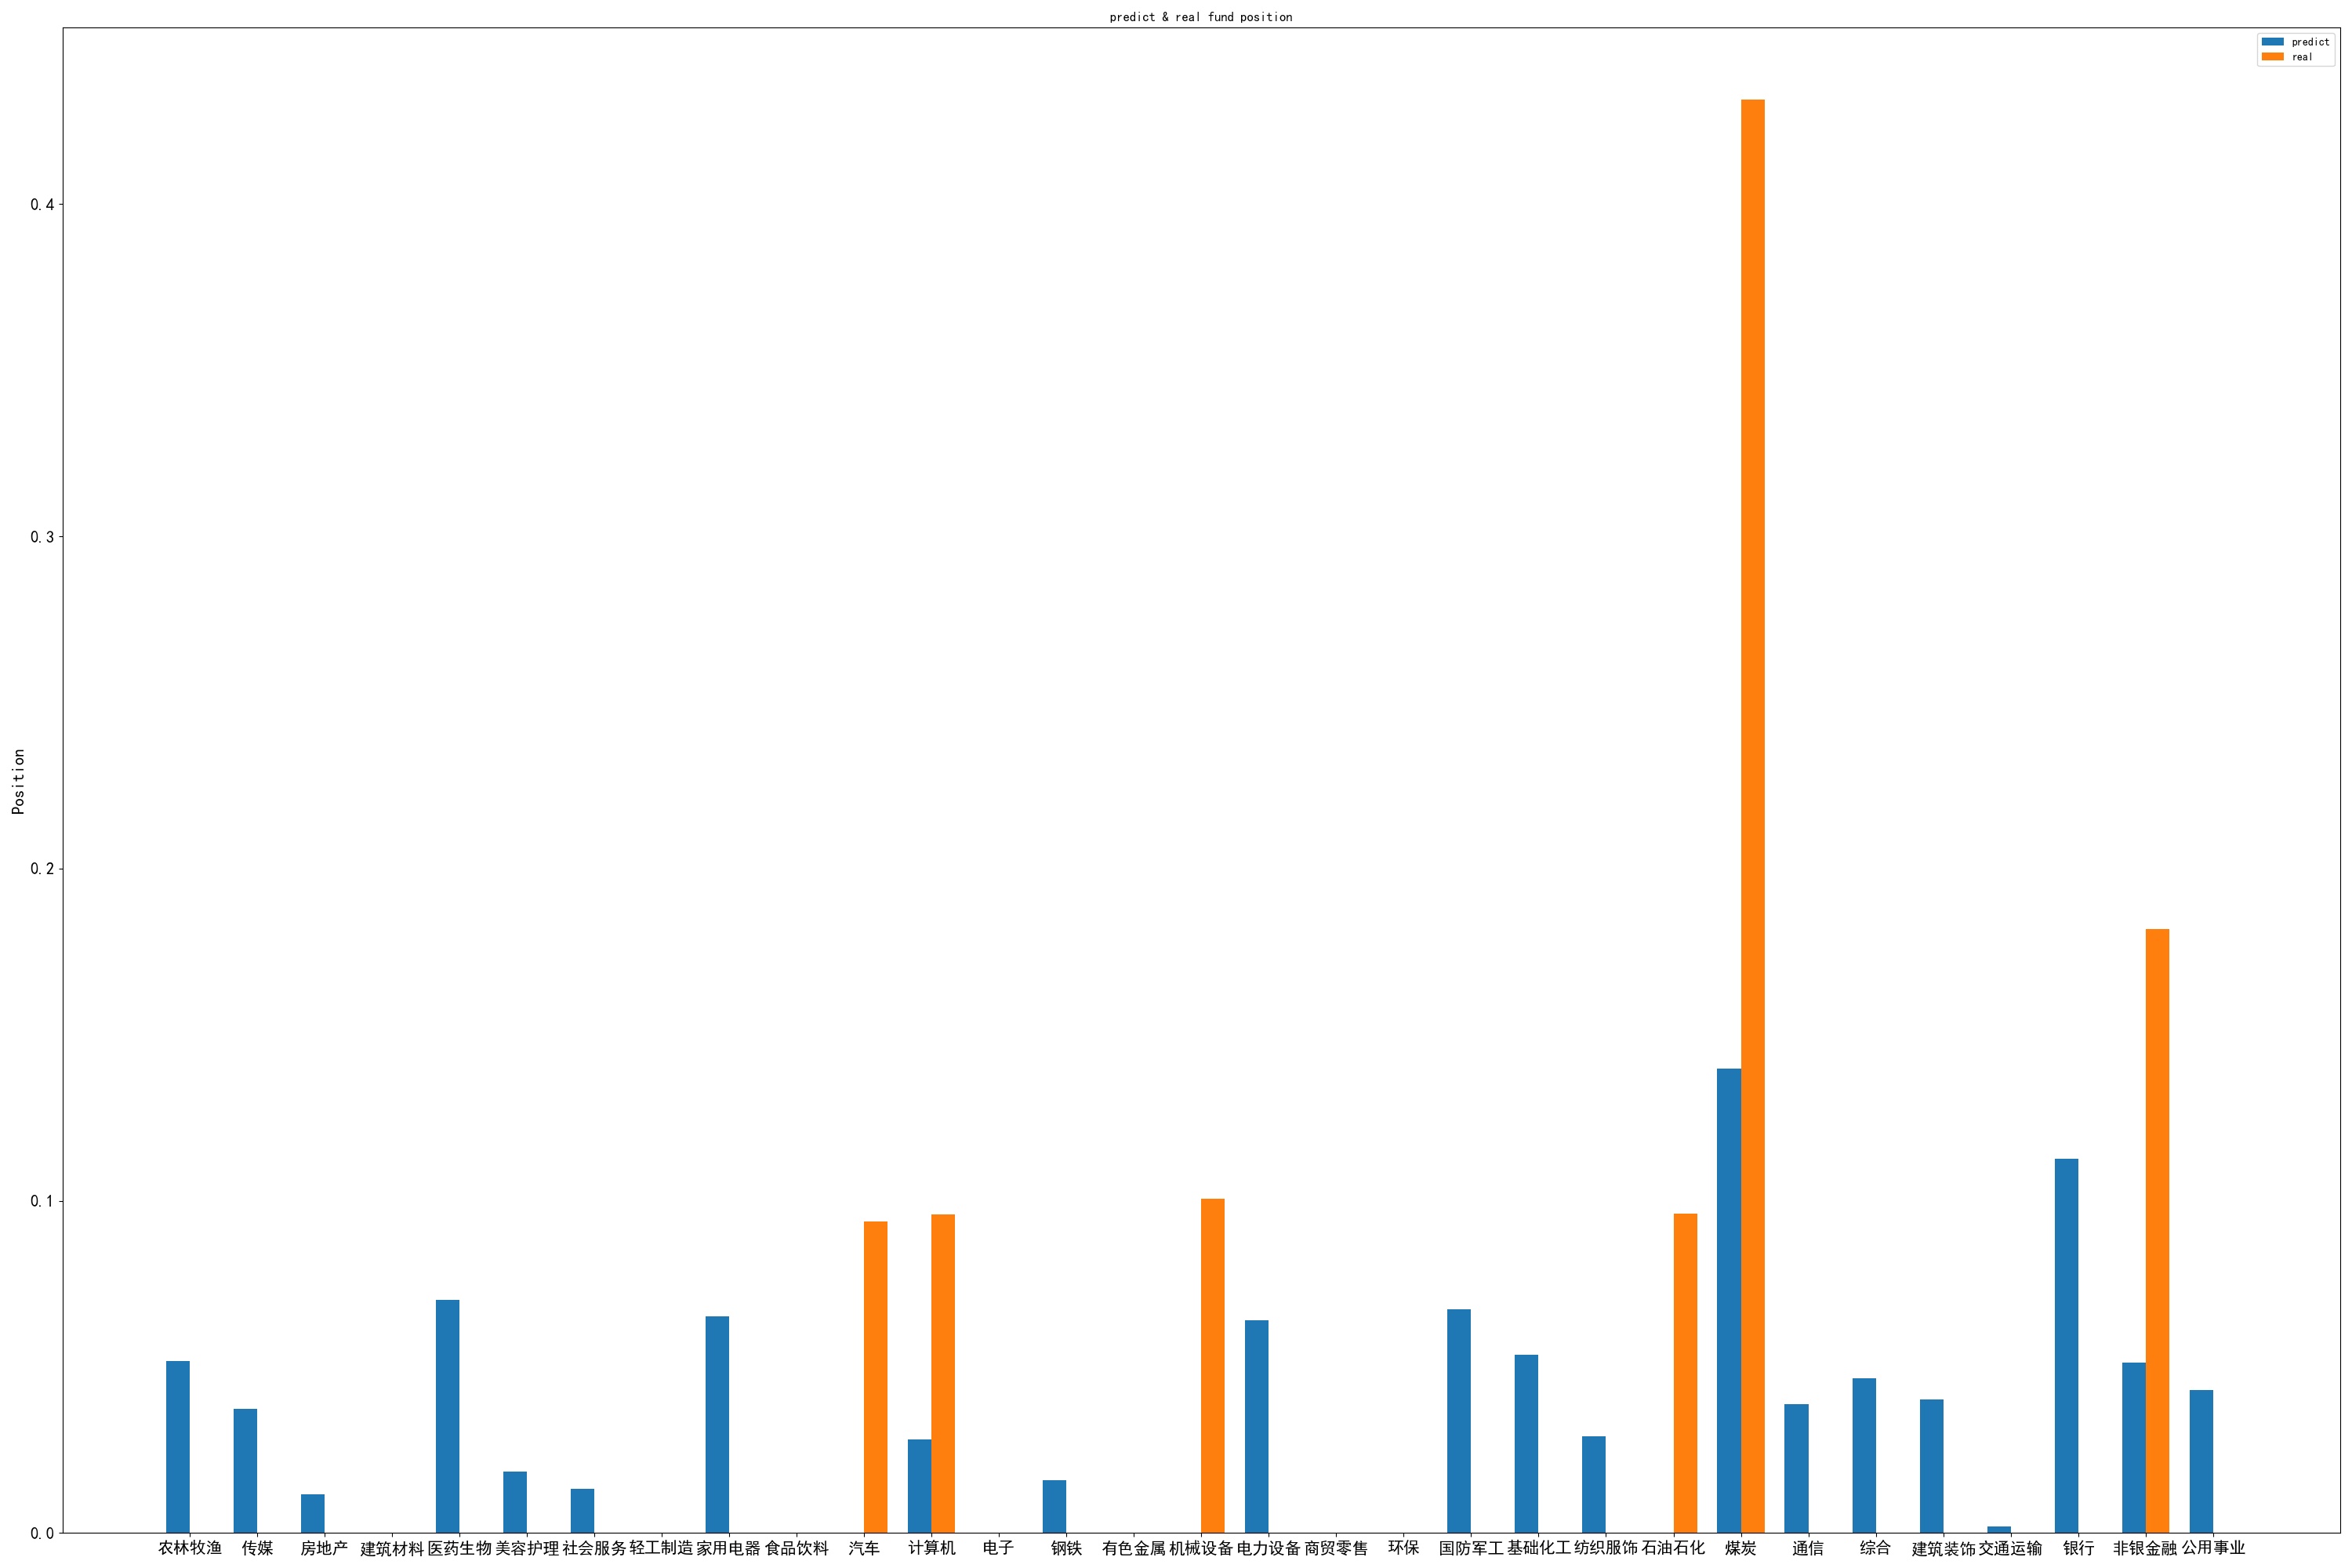 predict & real fund position
predict
real
0.4
0.3
0.2
0.1
0.0
Position
农林牧渔 传媒 房地产 建筑材料 医药生物 美容护理 社会服务 轻工制造 家用电器 食品饮料 汽车 计算机 电子 钢铁 有色金属 机械设备 电力设备 商贸零售 环保 国防军工 基础化工 纺织服饰 石油石化 煤炭 通信 综合 建筑装饰 交通运输 银行 非银金融 公用事业